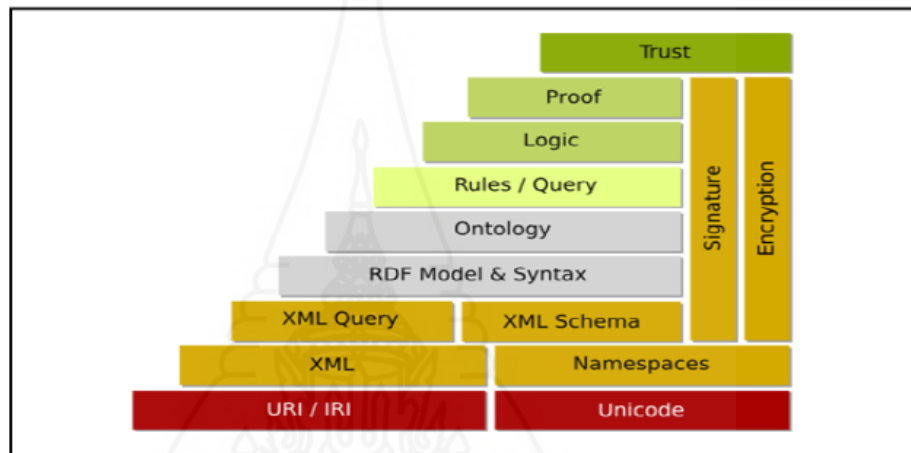 Trust
Proof
Logic
Rules / Query
Ontology
RDF Model & Syntax
XML Query
XML Schema
Signature
Encryption
XML
Namespaces
URI / IRI
Unicode